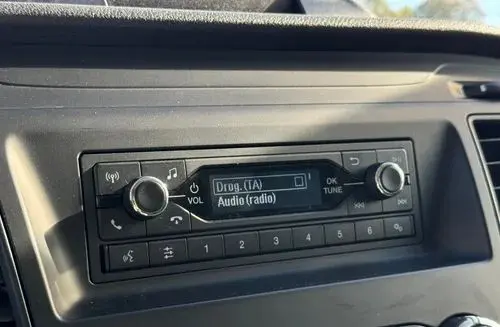 Drog. (TA)
Audio (radio)
VOL
OK
TUNE
1 2 3 4 5 6